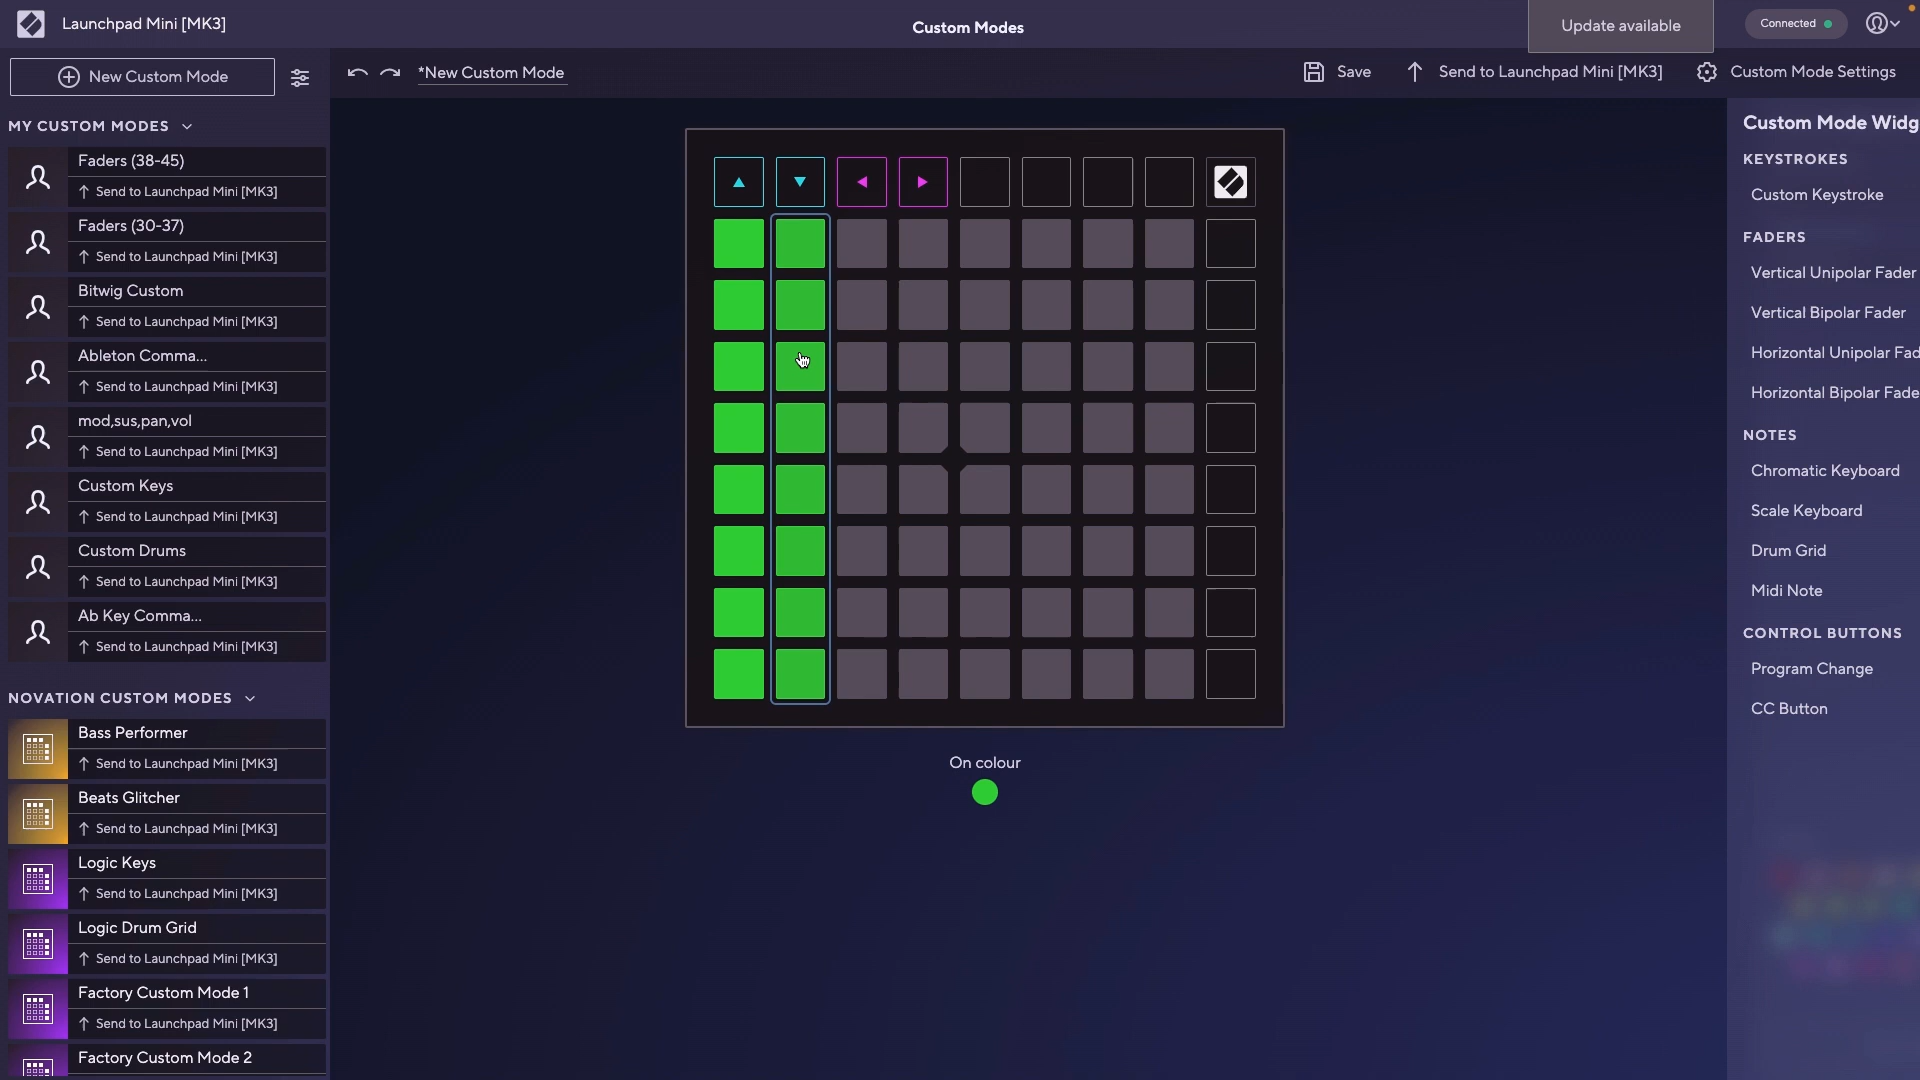 Launchpad Mini [MK3]
Custom Modes
Update available
Connected
New Custom Mode
*New Custom Mode
Save
Send to Launchpad Mini [MK3]
Custom Mode Settings
MY CUSTOM MODES
Faders (38-45)
Send to Launchpad Mini [MK3]
Faders (30-37)
Send to Launchpad Mini [MK3]
Bitwig Custom
Send to Launchpad Mini [MK3]
Ableton Comma...
Send to Launchpad Mini [MK3]
mod,sus,pan,vol
Send to Launchpad Mini [MK3]
Custom Keys
Send to Launchpad Mini [MK3]
Custom Drums
Send to Launchpad Mini [MK3]
Ab Key Comma...
Send to Launchpad Mini [MK3]
NOVATION CUSTOM MODES
Bass Performer
Send to Launchpad Mini [MK3]
Beats Glitcher
Send to Launchpad Mini [MK3]
Logic Keys
Send to Launchpad Mini [MK3]
Logic Drum Grid
Send to Launchpad Mini [MK3]
Factory Custom Mode 1
Send to Launchpad Mini [MK3]
Factory Custom Mode 2
On colour
Custom Mode Widg
KEYSTROKES
Custom Keystroke
FADERS
Vertical Unipolar Fader
Vertical Bipolar Fader
Horizontal Unipolar Fad
Horizontal Bipolar Fade
NOTES
Chromatic Keyboard
Scale Keyboard
Drum Grid
Midi Note
CONTROL BUTTONS
Program Change
CC Button